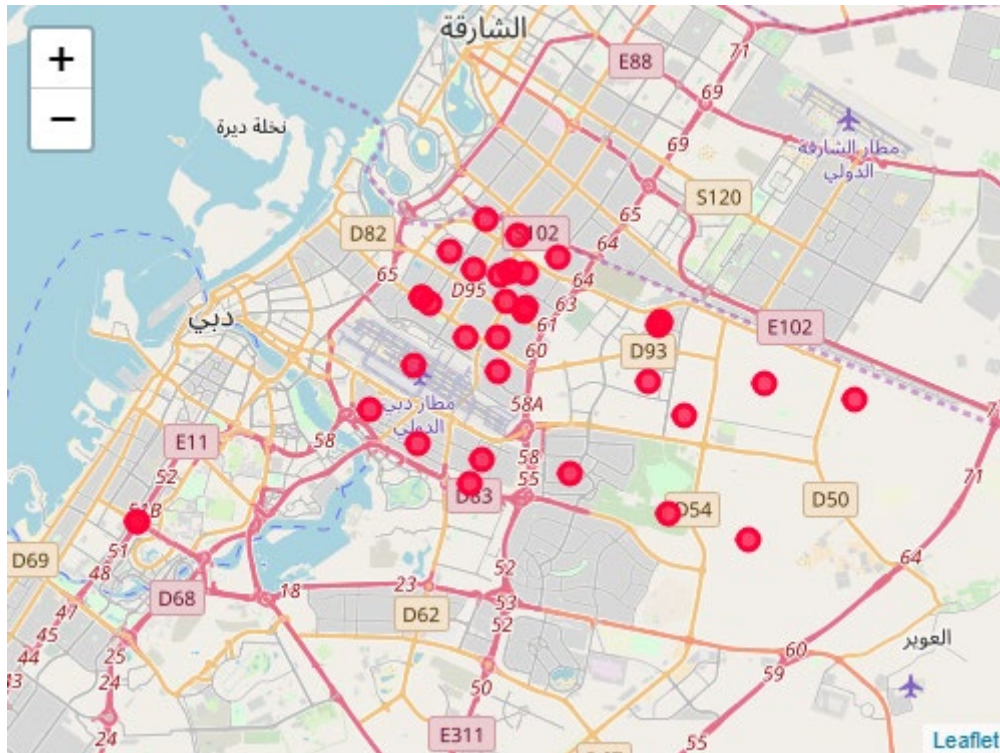 +
−
الشارقة
71
E88
69
نخلة ديرة
مطار الشارقة
الدولي
69
S120
D82
65
64
65
64
D95
63
دبي
61
E102
60
D93
58A
مطار دبي
الدولي
E11
58
58
52
55
D83
71
D54
D50
51
D69
48
52
64
18
23
D68
53
47
D62
52
45
25
60
العوير
44
59
43
24
50
E311
24
55
Leaflet